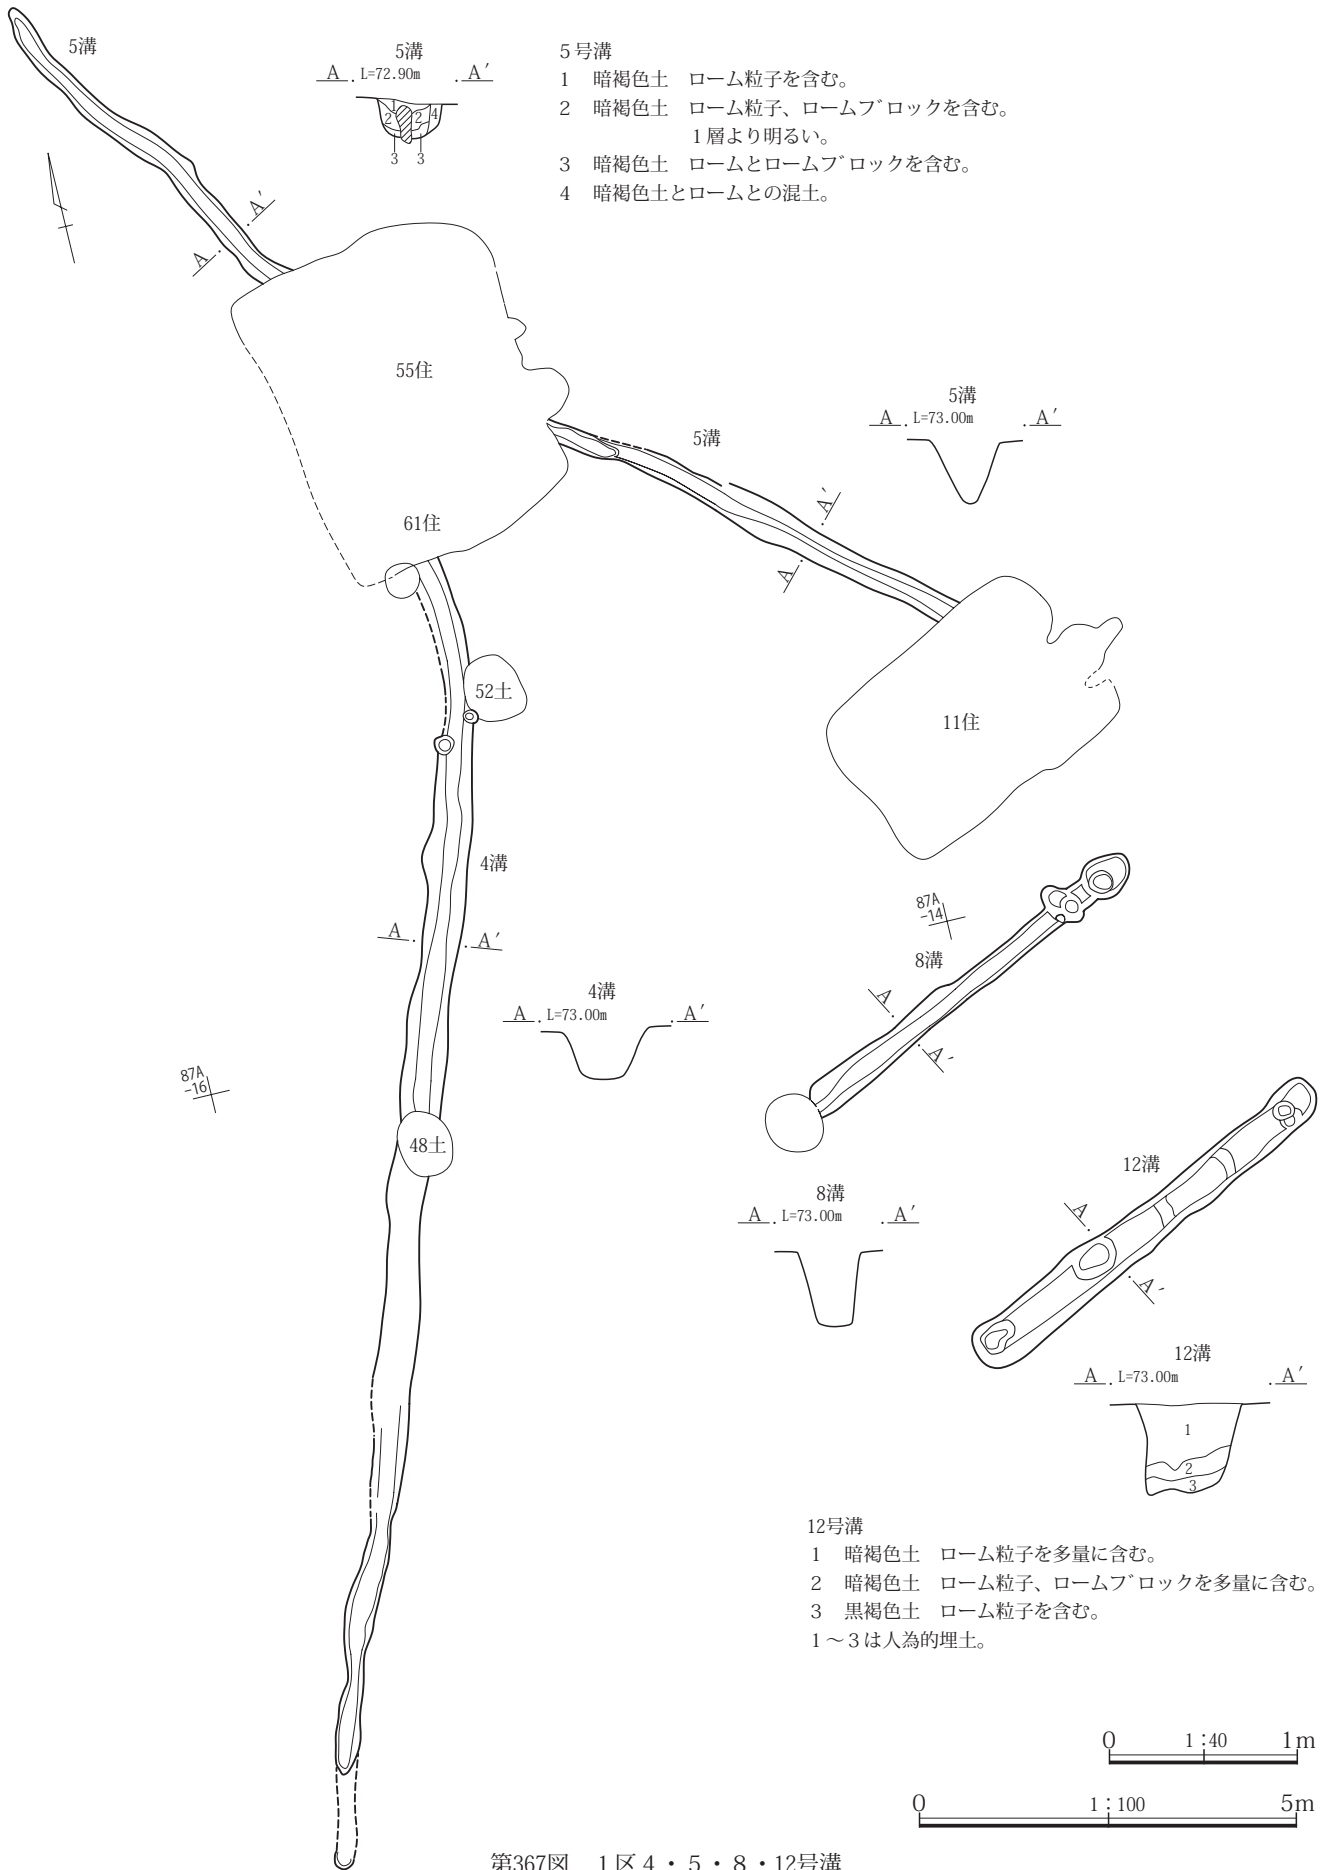 5溝
5溝
A . L=72.90m . A′
1
2 2 4
3 3
5号溝
1 暗褐色土 ローム粒子を含む。
2 暗褐色土 ローム粒子、ロームブロックを含む。
1層より明るい。
3 暗褐色土 ロームとロームブロックを含む。
4 暗褐色土とロームとの混土。
A A′
55住
61住
5溝
A . L=73.00m . A′
5溝
A A′
52土
11住
4溝
A A′
4溝
A . L=73.00m . A′
87A
-14
8溝
A A′
87A
-16
48土
12溝
A A′
8溝
A . L=73.00m . A′
12溝
A . L=73.00m . A′
1
2
3
12号溝
1 暗褐色土 ローム粒子を多量に含む。
2 暗褐色土 ローム粒子、ロームブロックを多量に含む。
3 黒褐色土 ローム粒子を含む。
1～3は人為的埋土。
0 1:40 1m
0 1:100 5m
第367図 1区4・5・8・12号溝